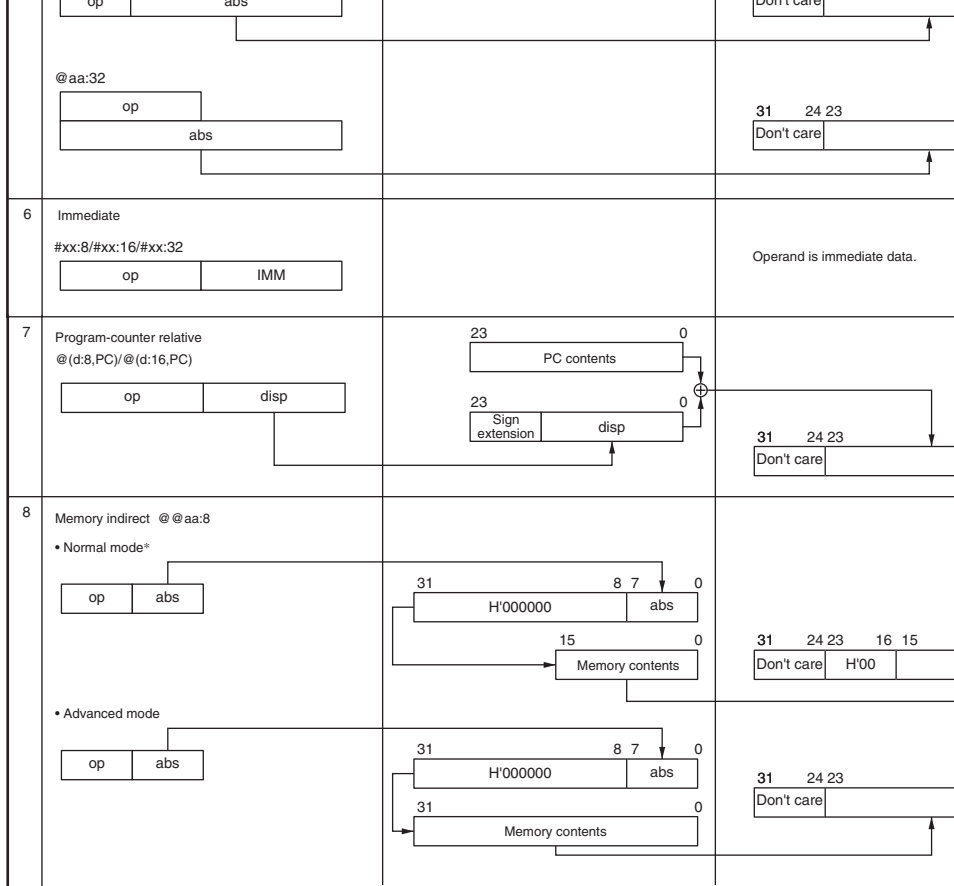 op abs Don't care
@aa:32
op
31 24 23
abs Don't care
6 Immediate
#xx:8/#xx:16/#xx:32
op IMM
Operand is immediate data.
7 Program-counter relative
@(d:8,PC)/@(d:16,PC)
op disp
23 0
PC contents
23 0
Sign extension disp
31 24 23
Don't care
8 Memory indirect @@aa:8
• Normal mode*
op abs
31 8 7 0
H'000000 abs
15 0
Memory contents
31 24 23 16 15
Don't care H'00
• Advanced mode
op abs
31 8 7 0
H'000000 abs
31 0
Memory contents
31 24 23
Don't care